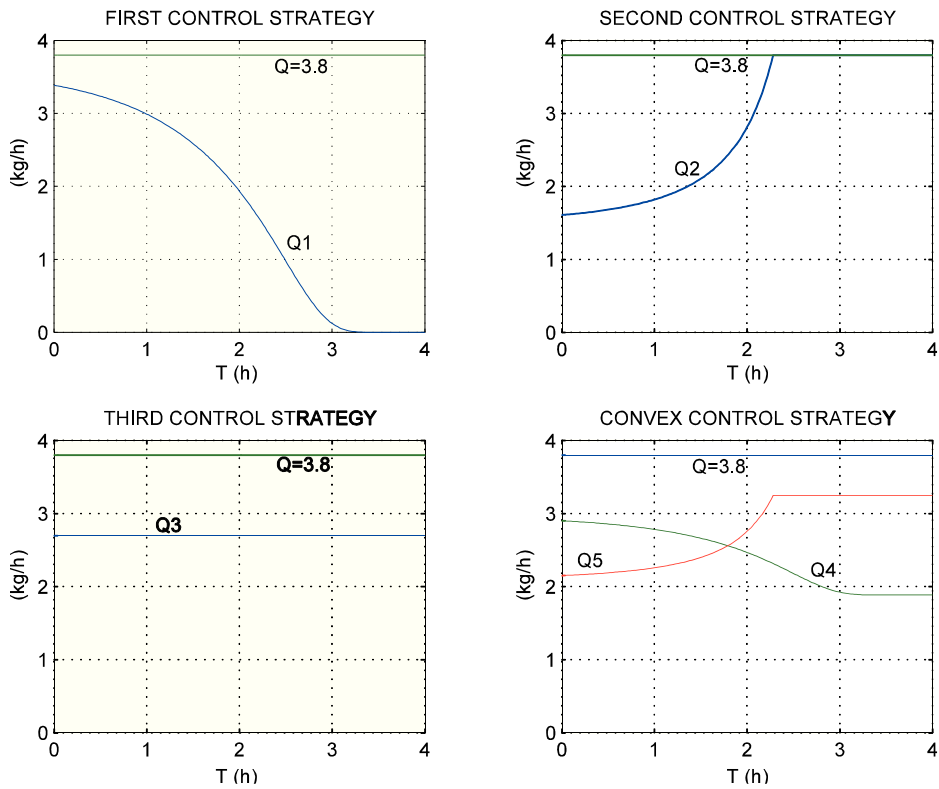 FIRST CONTROL STRATEGY
4
3
2
1
0
(kg/h)
Q=3.8
Q1
0 1 2 3 4
T (h)
SECOND CONTROL STRATEGY
4
3
2
1
0
(kg/h)
Q=3.8
Q2
0 1 2 3 4
T (h)
THIRD CONTROL STRATEGY
4
3
2
1
0
(kg/h)
Q=3.8
Q3
0 1 2 3 4
T (h)
CONVEX CONTROL STRATEGY
4
3
2
1
0
(kg/h)
Q=3.8
Q5
Q4
0 1 2 3 4
T (h)